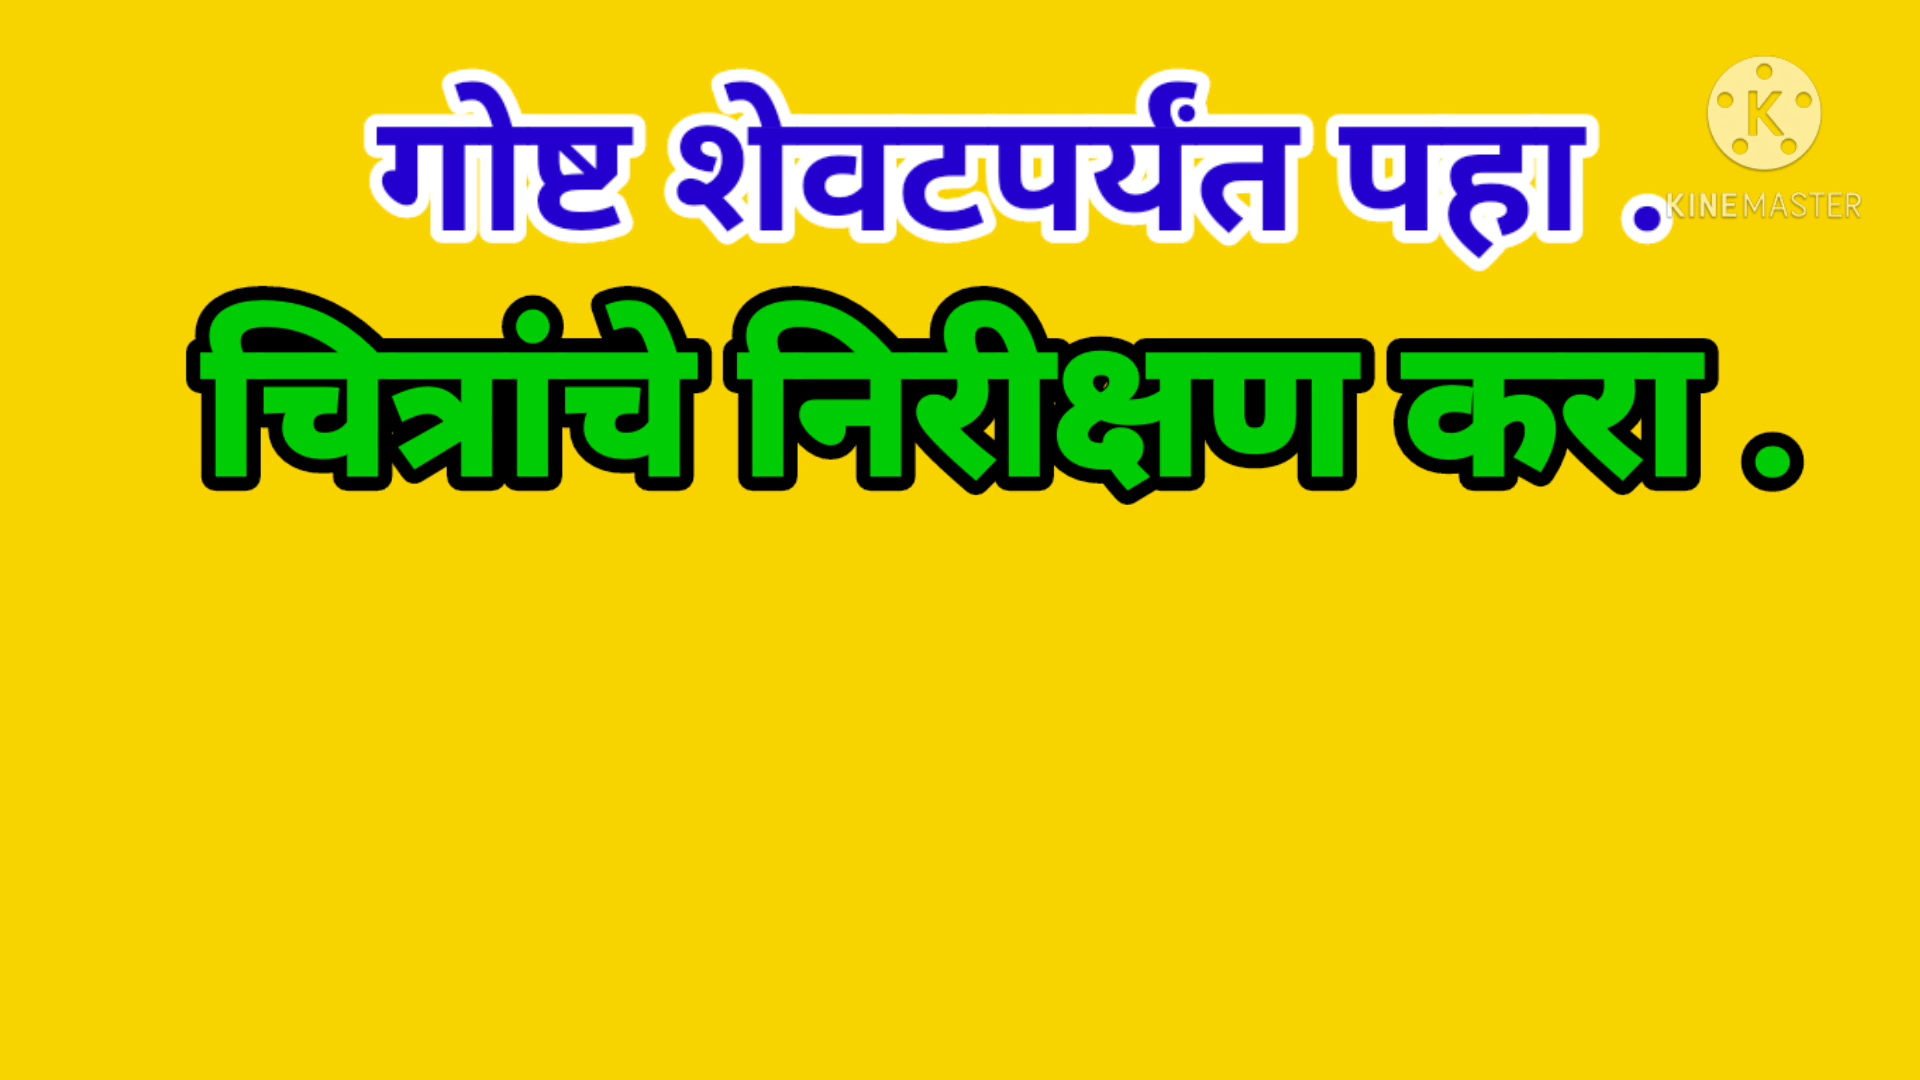 गोष्ट शेवटपर्यंत पहा .
K
KINEMASTER
चित्रांचे निरीक्षण करा .